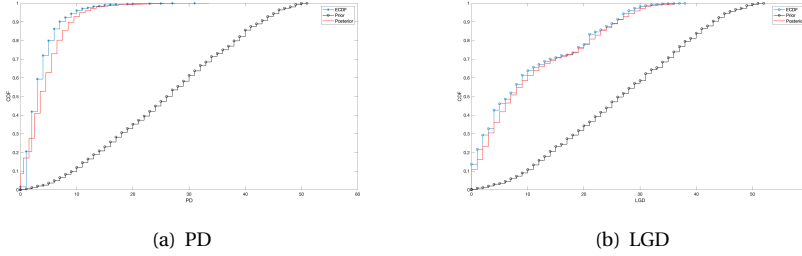 1
0.9
0.8
0.7
0.6
0.5
0.4
0.3
0.2
0.1
0
CDF
0 10 20 30 40 50 60
PD
ECDF
Prior
Posterior
(a) PD
1
0.9
0.8
0.7
0.6
0.5
0.4
0.3
0.2
0.1
0
CDF
0 10 20 30 40 50
LGD
ECDF
Prior
Posterior
(b) LGD